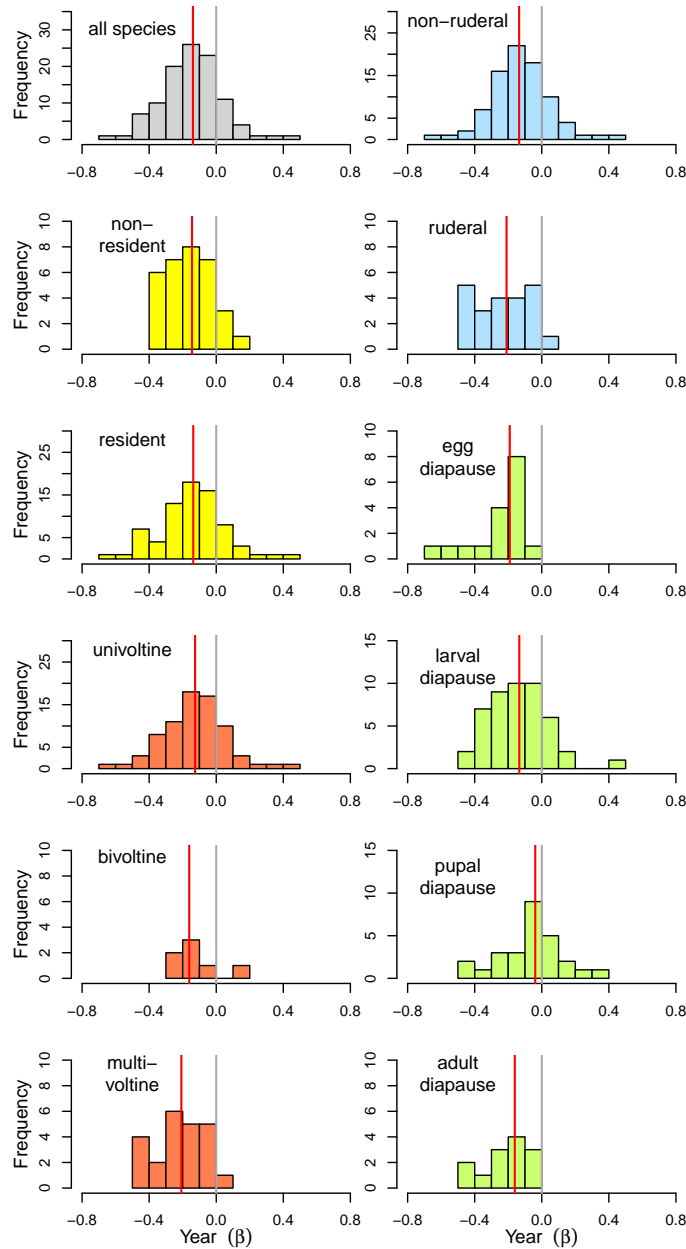 all species
Frequency
0 10 20 30
−0.8 −0.4 0.0 0.4 0.8
non−ruderal
0 5 15 25
−0.8 −0.4 0.0 0.4 0.8
non−
resident
Frequency
0 2 4 6 8 10
−0.8 −0.4 0.0 0.4 0.8
ruderal
0 2 4 6 8 10
−0.8 −0.4 0.0 0.4 0.8
resident
Frequency
0 5 15 25
−0.8 −0.4 0.0 0.4 0.8
egg
diapause
0 2 4 6 8 10
−0.8 −0.4 0.0 0.4 0.8
univoltine
Frequency
0 5 15 25
−0.8 −0.4 0.0 0.4 0.8
larval
diapause
0 5 10 15
−0.8 −0.4 0.0 0.4 0.8
bivoltine
Frequency
0 2 4 6 8 10
−0.8 −0.4 0.0 0.4 0.8
pupal
diapause
0 5 10 15
−0.8 −0.4 0.0 0.4 0.8
multi−
voltine
Frequency
0 2 4 6 8 10
−0.8 −0.4 0.0 0.4 0.8
Year (β)
adult
diapause
0 2 4 6 8 10
−0.8 −0.4 0.0 0.4 0.8
Year (β)